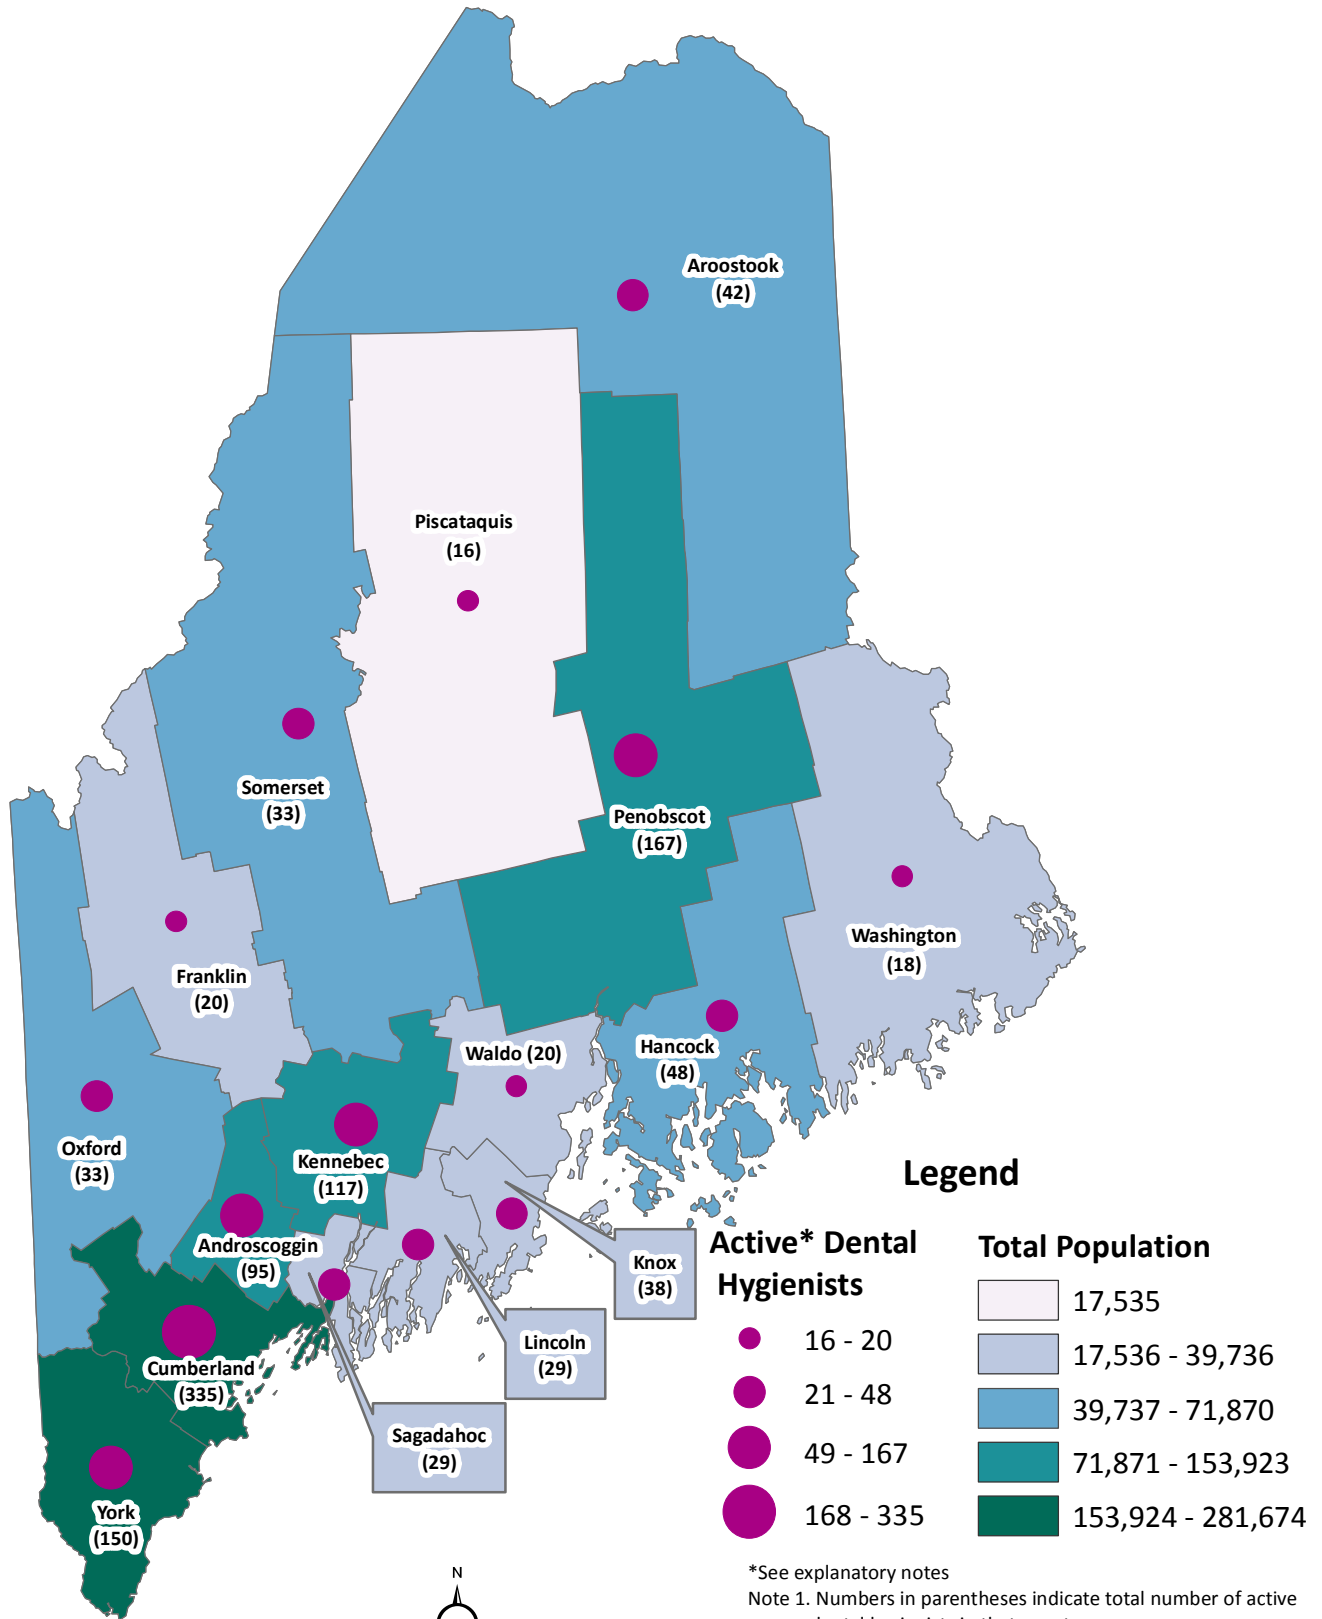 Aroostook
(42)
Piscataquis
(16)
Somerset
(33)
Penobscot
(167)
Washington
(18)
Franklin
(20)
Waldo (20)
Hancock
(48)
Oxford
(33)
Kennebec
(117)
Androscoggin
(95)
Knox
(38)
Lincoln
(29)
Cumberland
(335)
Sagadahoc
(29)
York
(150)
N
Legend
Active* Dental
Hygienists
16 - 20
21 - 48
49 - 167
168 - 335
Total Population
17,535
17,536 - 39,736
39,737 - 71,870
71,871 - 153,923
153,924 - 281,674
*See explanatory notes
Note 1. Numbers in parentheses indicate total number of active